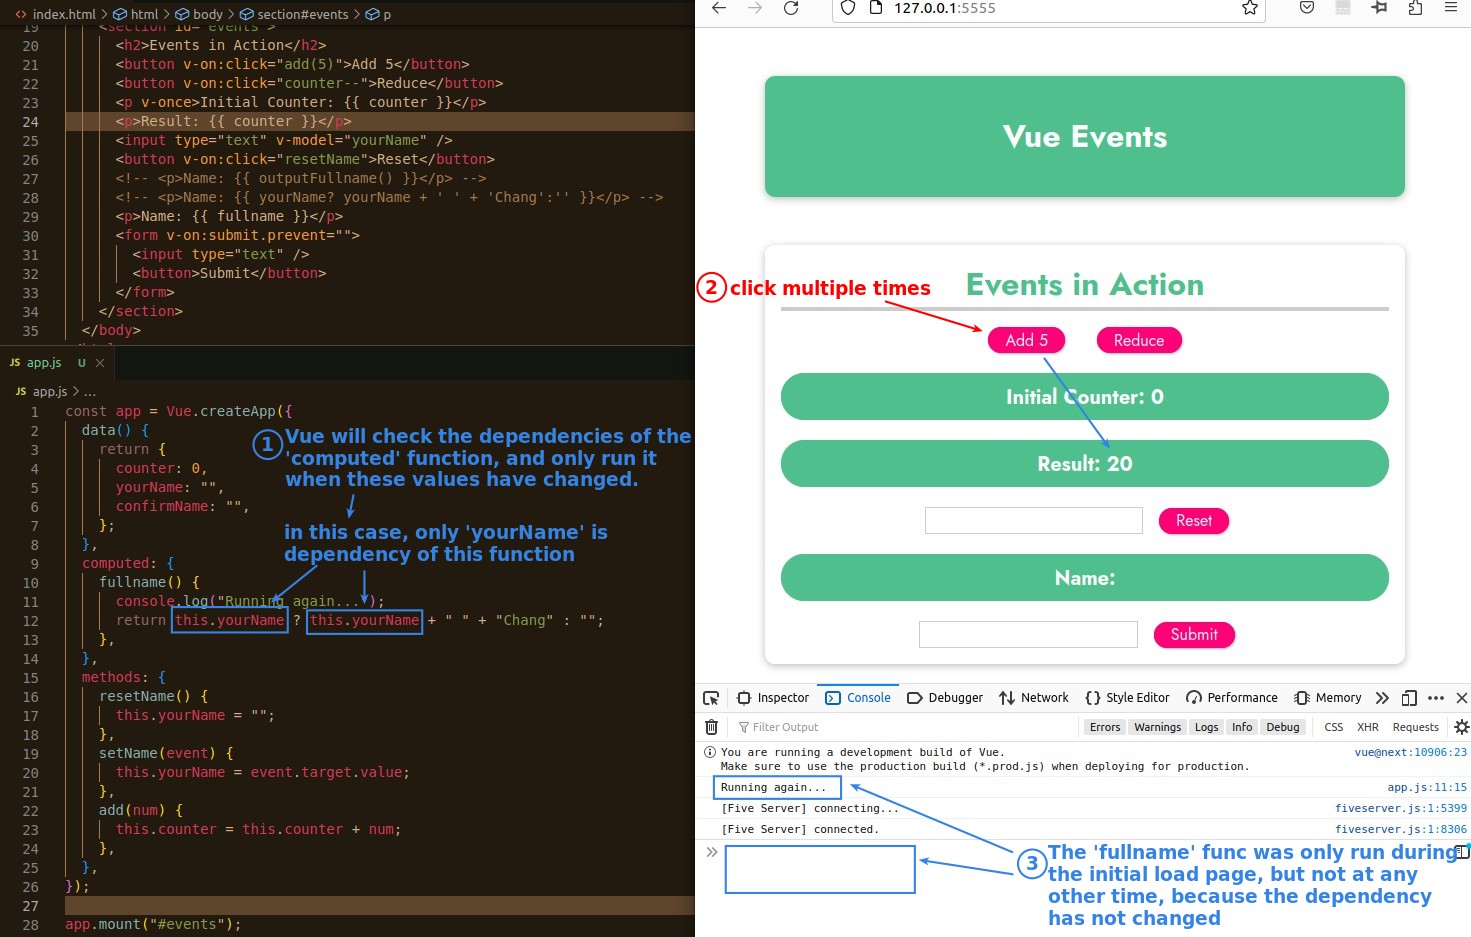 index.html > html > body > section#events > p
19 <section id="events">
20 <h2>Events in Action</h2>
21 <button v-on:click="add(5)">Add 5</button>
22 <button v-on:click="counter--">Reduce</button>
23 <p v-once>Initial Counter: {{ counter }}</p>
24 <p>Result: {{ counter }}</p>
25 <input type="text" v-model="yourName" />
26 <button v-on:click="resetName">Reset</button>
27 <!-- <p>Name: {{ outputFullname() }}</p> -->
28 <!-- <p>Name: {{ yourName? yourName + ' ' + 'Chang':'' }}</p> -->
29 <p>Name: {{ fullname }}</p>
30 <form v-on:submit.prevent="">
31 <input type="text" />
32 <button>Submit</button>
33 </form>
34 </section>
35 </body>
JS app.js U
JS app.js > ...
1 const app = Vue.createApp({
2 data() {
3 return {
4 counter: 0,
5 yourName: "",
6 confirmName: "",
7 };
8 },
9 computed: {
10 fullname() {
11 console.log("Running again...");
12 return this.yourName ? this.yourName + " " + "Chang" : "";
13 },
14 },
15 methods: {
16 resetName() {
17 this.yourName = "";
18 },
19 setName(event) {
20 this.yourName = event.target.value;
21 },
22 add(num) {
23 this.counter = this.counter + num;
24 },
25 },
26 });
27
28 app.mount("#events");
1 Vue will check the dependencies of the
'computed' function, and only run it
when these values have changed.
in this case, only 'yourName' is
dependency of this function
127.0.0.1:5555
Vue Events
2 click multiple times
Events in Action
Add 5 Reduce
Initial Counter: 0
Result: 20
Reset
Name:
Submit
Inspector Console Debugger Network Style Editor Performance Memory
Filter Output Errors Warnings Logs Info Debug CSS XHR Requests
You are running a development build of Vue. vue@next:10906:23
Make sure to use the production build (*.prod.js) when deploying for production.
Running again... app.js:11:15
[Five Server] connecting... fiveserver.js:1:5399
[Five Server] connected. fiveserver.js:1:8306
3 The 'fullname' func was only run during
the initial load page, but not at any
other time, because the dependency
has not changed